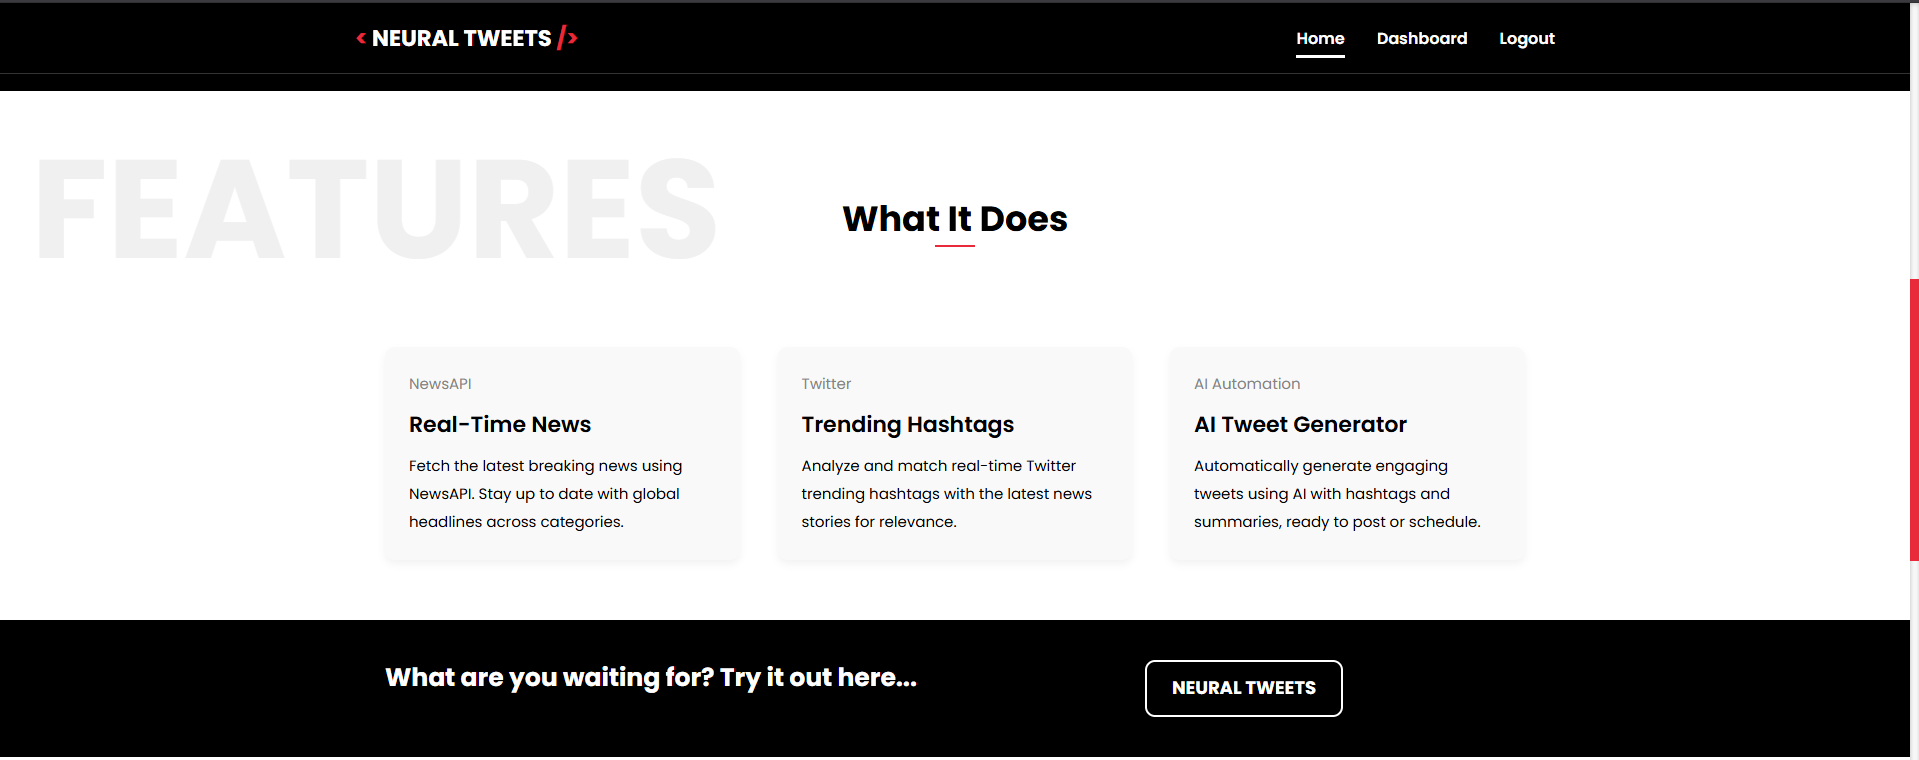 < NEURAL TWEETS />
Home Dashboard Logout
FEATURES
What It Does
NewsAPI
Real-Time News
Fetch the latest breaking news using
NewsAPI. Stay up to date with global
headlines across categories.
Twitter
Trending Hashtags
Analyze and match real-time Twitter
trending hashtags with the latest news
stories for relevance.
AI Automation
AI Tweet Generator
Automatically generate engaging
tweets using AI with hashtags and
summaries, ready to post or schedule.
What are you waiting for? Try it out here...
NEURAL TWEETS